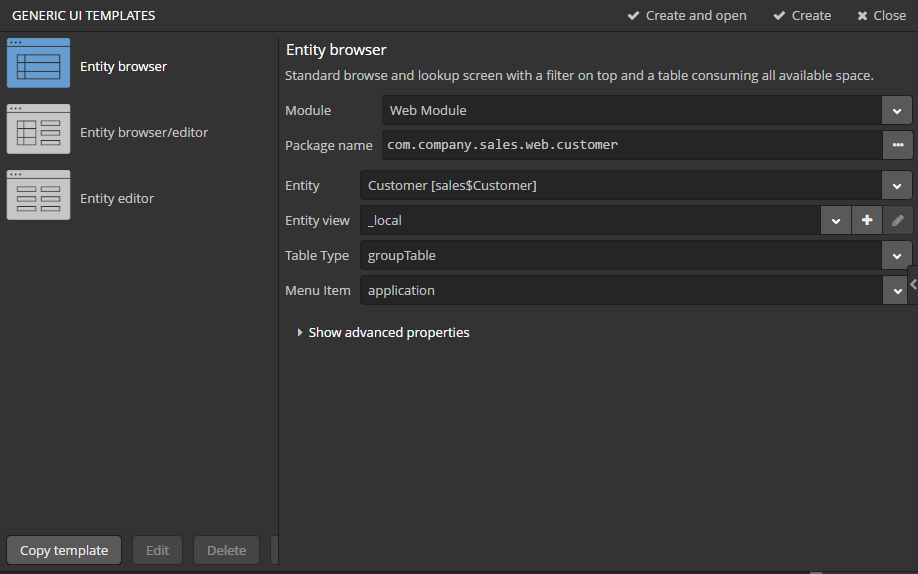 GENERIC UI TEMPLATES
Create and open
Create
Close
Entity browser
Entity browser/editor
Entity editor
Entity browser
Standard browse and lookup screen with a filter on top and a table consuming all available space.
Module Web Module
Package name com.company.sales.web.customer
Entity Customer [sales$Customer]
Entity view _local
Table Type groupTable
Menu Item application
Show advanced properties
Copy template
Edit
Delete